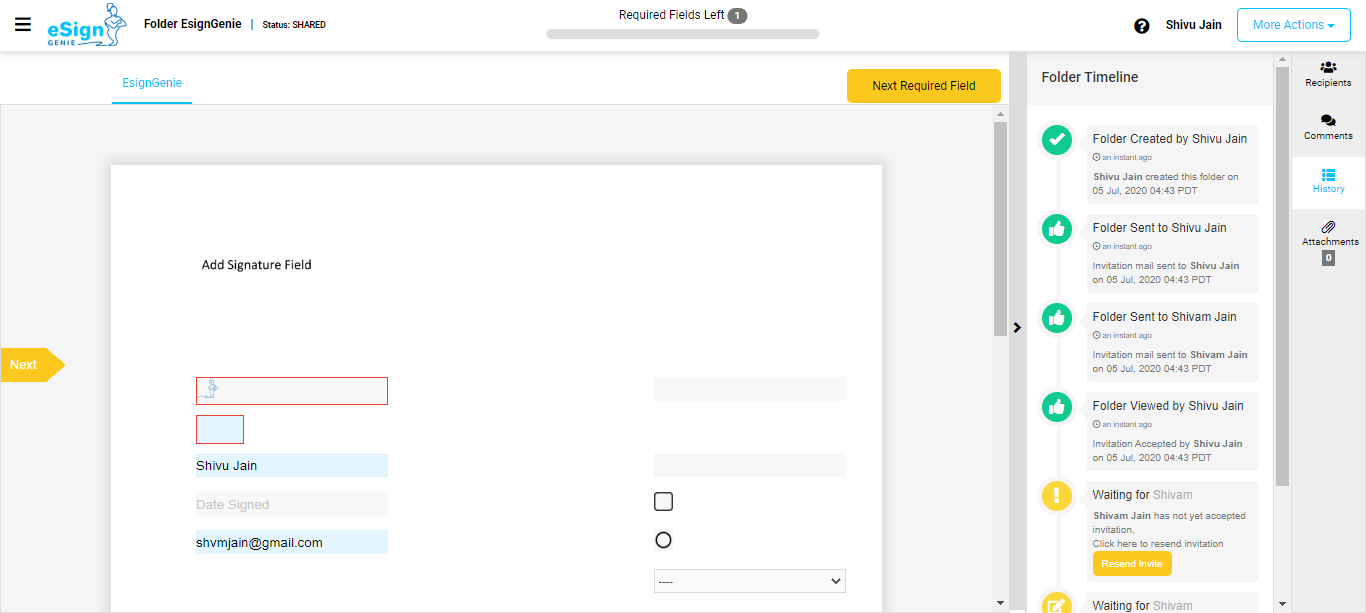 eSign
GENIE
Folder EsignGenie | Status: SHARED
Required Fields Left 1
Shivu Jain
More Actions
EsignGenie
Next Required Field
Next
Add Signature Field
Shivu Jain
Date Signed
shvmjain@gmail.com
----
Folder Timeline
Folder Created by Shivu Jain
an instant ago
Shivu Jain created this folder on
05 Jul, 2020 04:43 PDT
Folder Sent to Shivu Jain
an instant ago
Invitation mail sent to Shivu Jain
on 05 Jul, 2020 04:43 PDT
Folder Sent to Shivam Jain
an instant ago
Invitation mail sent to Shivam Jain
on 05 Jul, 2020 04:43 PDT
Folder Viewed by Shivu Jain
an instant ago
Invitation Accepted by Shivu Jain
on 05 Jul, 2020 04:43 PDT
Waiting for Shivam
Shivam Jain has not yet accepted
invitation.
Click here to resend invitation
Resend Invite
Waiting for Shivam
Recipients
Comments
History
Attachments
0